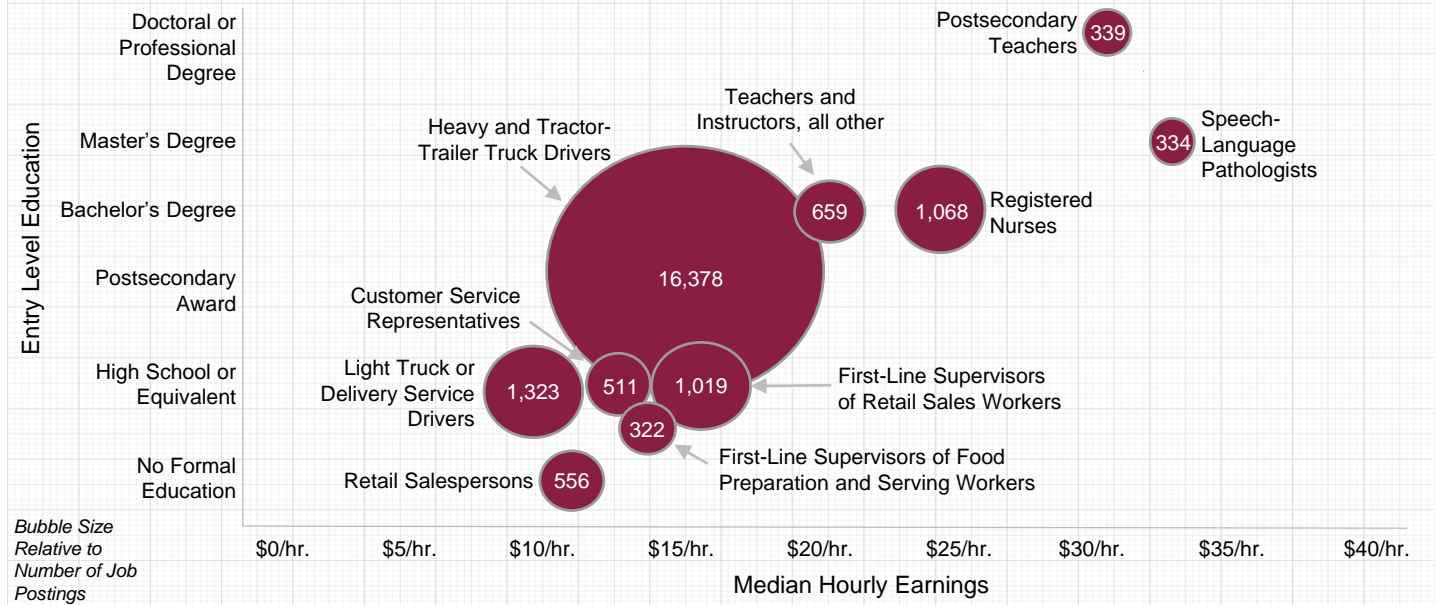 Doctoral or
Professional
Degree
Master's Degree
Bachelor's Degree
Postsecondary
Award
High School or
Equivalent
No Formal
Education
Entry Level Education
Postsecondary
Teachers
339
Teachers and
Instructors, all other
Heavy and Tractor-
Trailer Truck Drivers
334
Speech-
Language
Pathologists
659
1,068
Registered
Nurses
16,378
Customer Service
Representatives
Light Truck or
Delivery Service
Drivers
1,323
511
1,019
First-Line Supervisors
of Retail Sales Workers
322
First-Line Supervisors of Food
Preparation and Serving Workers
Retail Salespersons
556
Bubble Size
Relative to
Number of Job
Postings
$0/hr.
$5/hr.
$10/hr.
$15/hr.
$20/hr.
$25/hr.
$30/hr.
$35/hr.
$40/hr.
Median Hourly Earnings